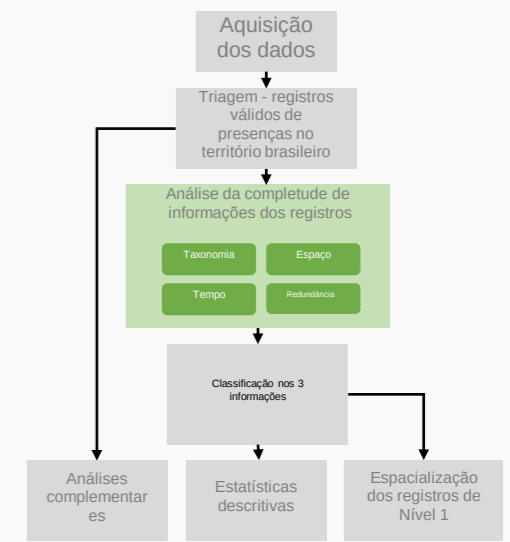 Aquisição
dos dados
Triagem - registros
válidos de
presenças no
território brasileiro
Análise da completude de
informações dos registros
Taxonomia
Espaço
Tempo
Redundância
Classificação nos 3
informações
Análises
complementar
es
Estatísticas
descritivas
Espacialização
dos registros de
Nível 1